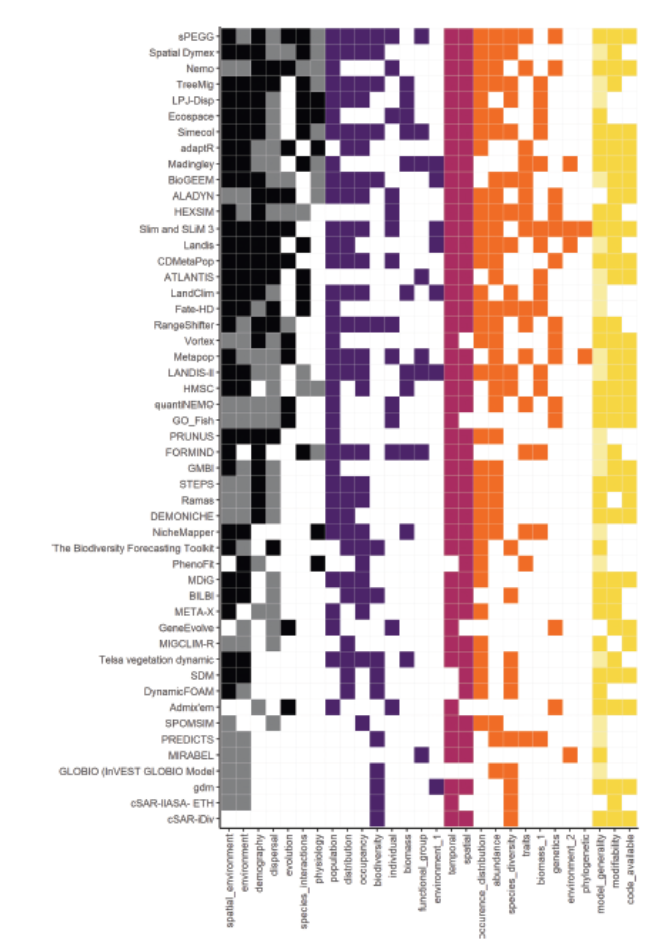 sPEGG
Spatial Dymex
Nemo
TreeMig
LPJ-Disp
Ecospace
Simecol
adaptR
Madingley
BioGEEM
ALADYN
HEXSIM
Slim and SLiM 3
Landis
CDMetaPop
ATLANTIS
LandClim
Fate-HD
RangeShifter
Vortex
Metapop
LANDIS-II
HMSC
quantiNEMO
GO_Fish
PRUNUS
FORMIND
GMBI
STEPS
Ramas
DEMONICHE
NicheMapper
'The Biodiversity Forecasting Toolkit
PhenoFit
MDiG
BILBI
META-X
GeneEvolve
MIGCLIM-R
Telsa vegetation dynamic
SDM
DynamicFOAM
Admix'em
SPOMSIM
PREDICTS
MIRABEL
GLOBIO (InVEST GLOBIO Model
gdm
cSAR-IIASA- ETH
cSAR-iDiv
spatial_environment
environment
demography
dispersal
evolution
species_interactions
physiology
population
distribution
occupancy
biodiversity
individual
biomass
functional_group
environment_1
temporal
spatial
occurence_distribution
abundance
species_diversity
traits
biomass_1
genetics
environment_2
phylogenetic
model_generality
modifiability
code_available